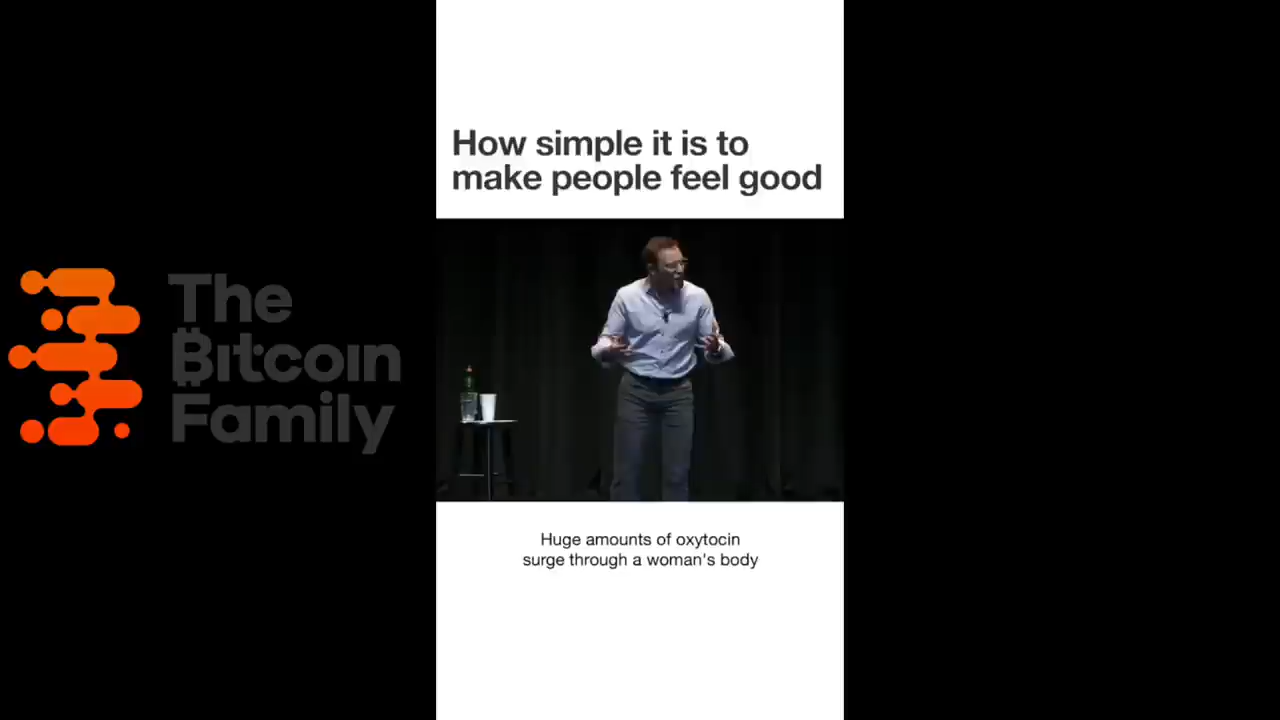 The
Bitcoin
Family
How simple it is to
make people feel good
Huge amounts of oxytocin
surge through a woman's body